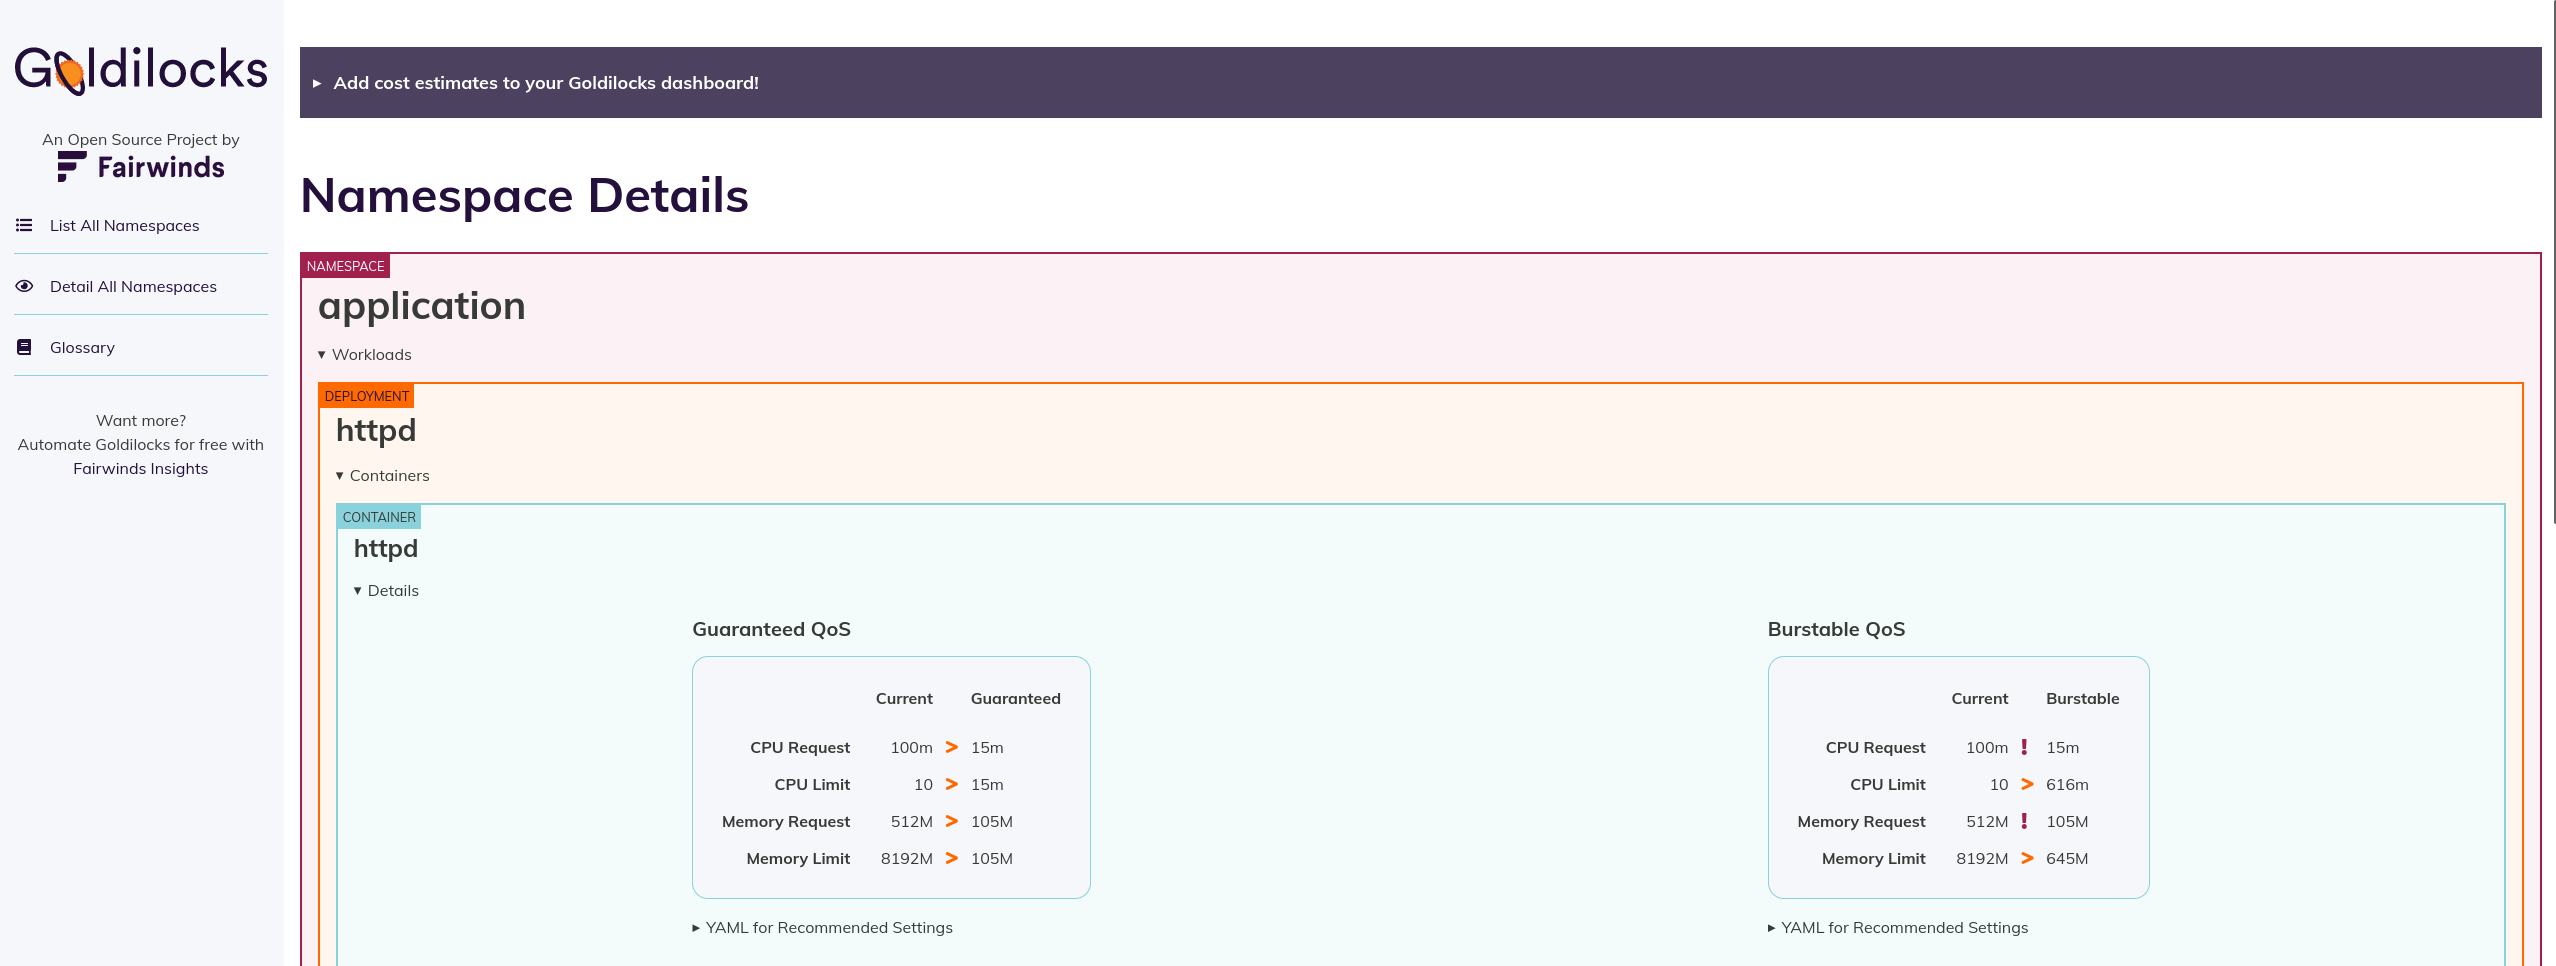 Goldilocks
An Open Source Project by
Fairwinds
List All Namespaces
Detail All Namespaces
Glossary
Want more?
Automate Goldilocks for free with
Fairwinds Insights
▸ Add cost estimates to your Goldilocks dashboard!
Namespace Details
NAMESPACE
application
▾ Workloads
DEPLOYMENT
httpd
▾ Containers
CONTAINER
httpd
▾ Details
Guaranteed QoS
Current Guaranteed
CPU Request 100m > 15m
CPU Limit 10 > 15m
Memory Request 512M > 105M
Memory Limit 8192M > 105M
▸ YAML for Recommended Settings
Burstable QoS
Current Burstable
CPU Request 100m ! 15m
CPU Limit 10 > 616m
Memory Request 512M ! 105M
Memory Limit 8192M > 645M
▸ YAML for Recommended Settings